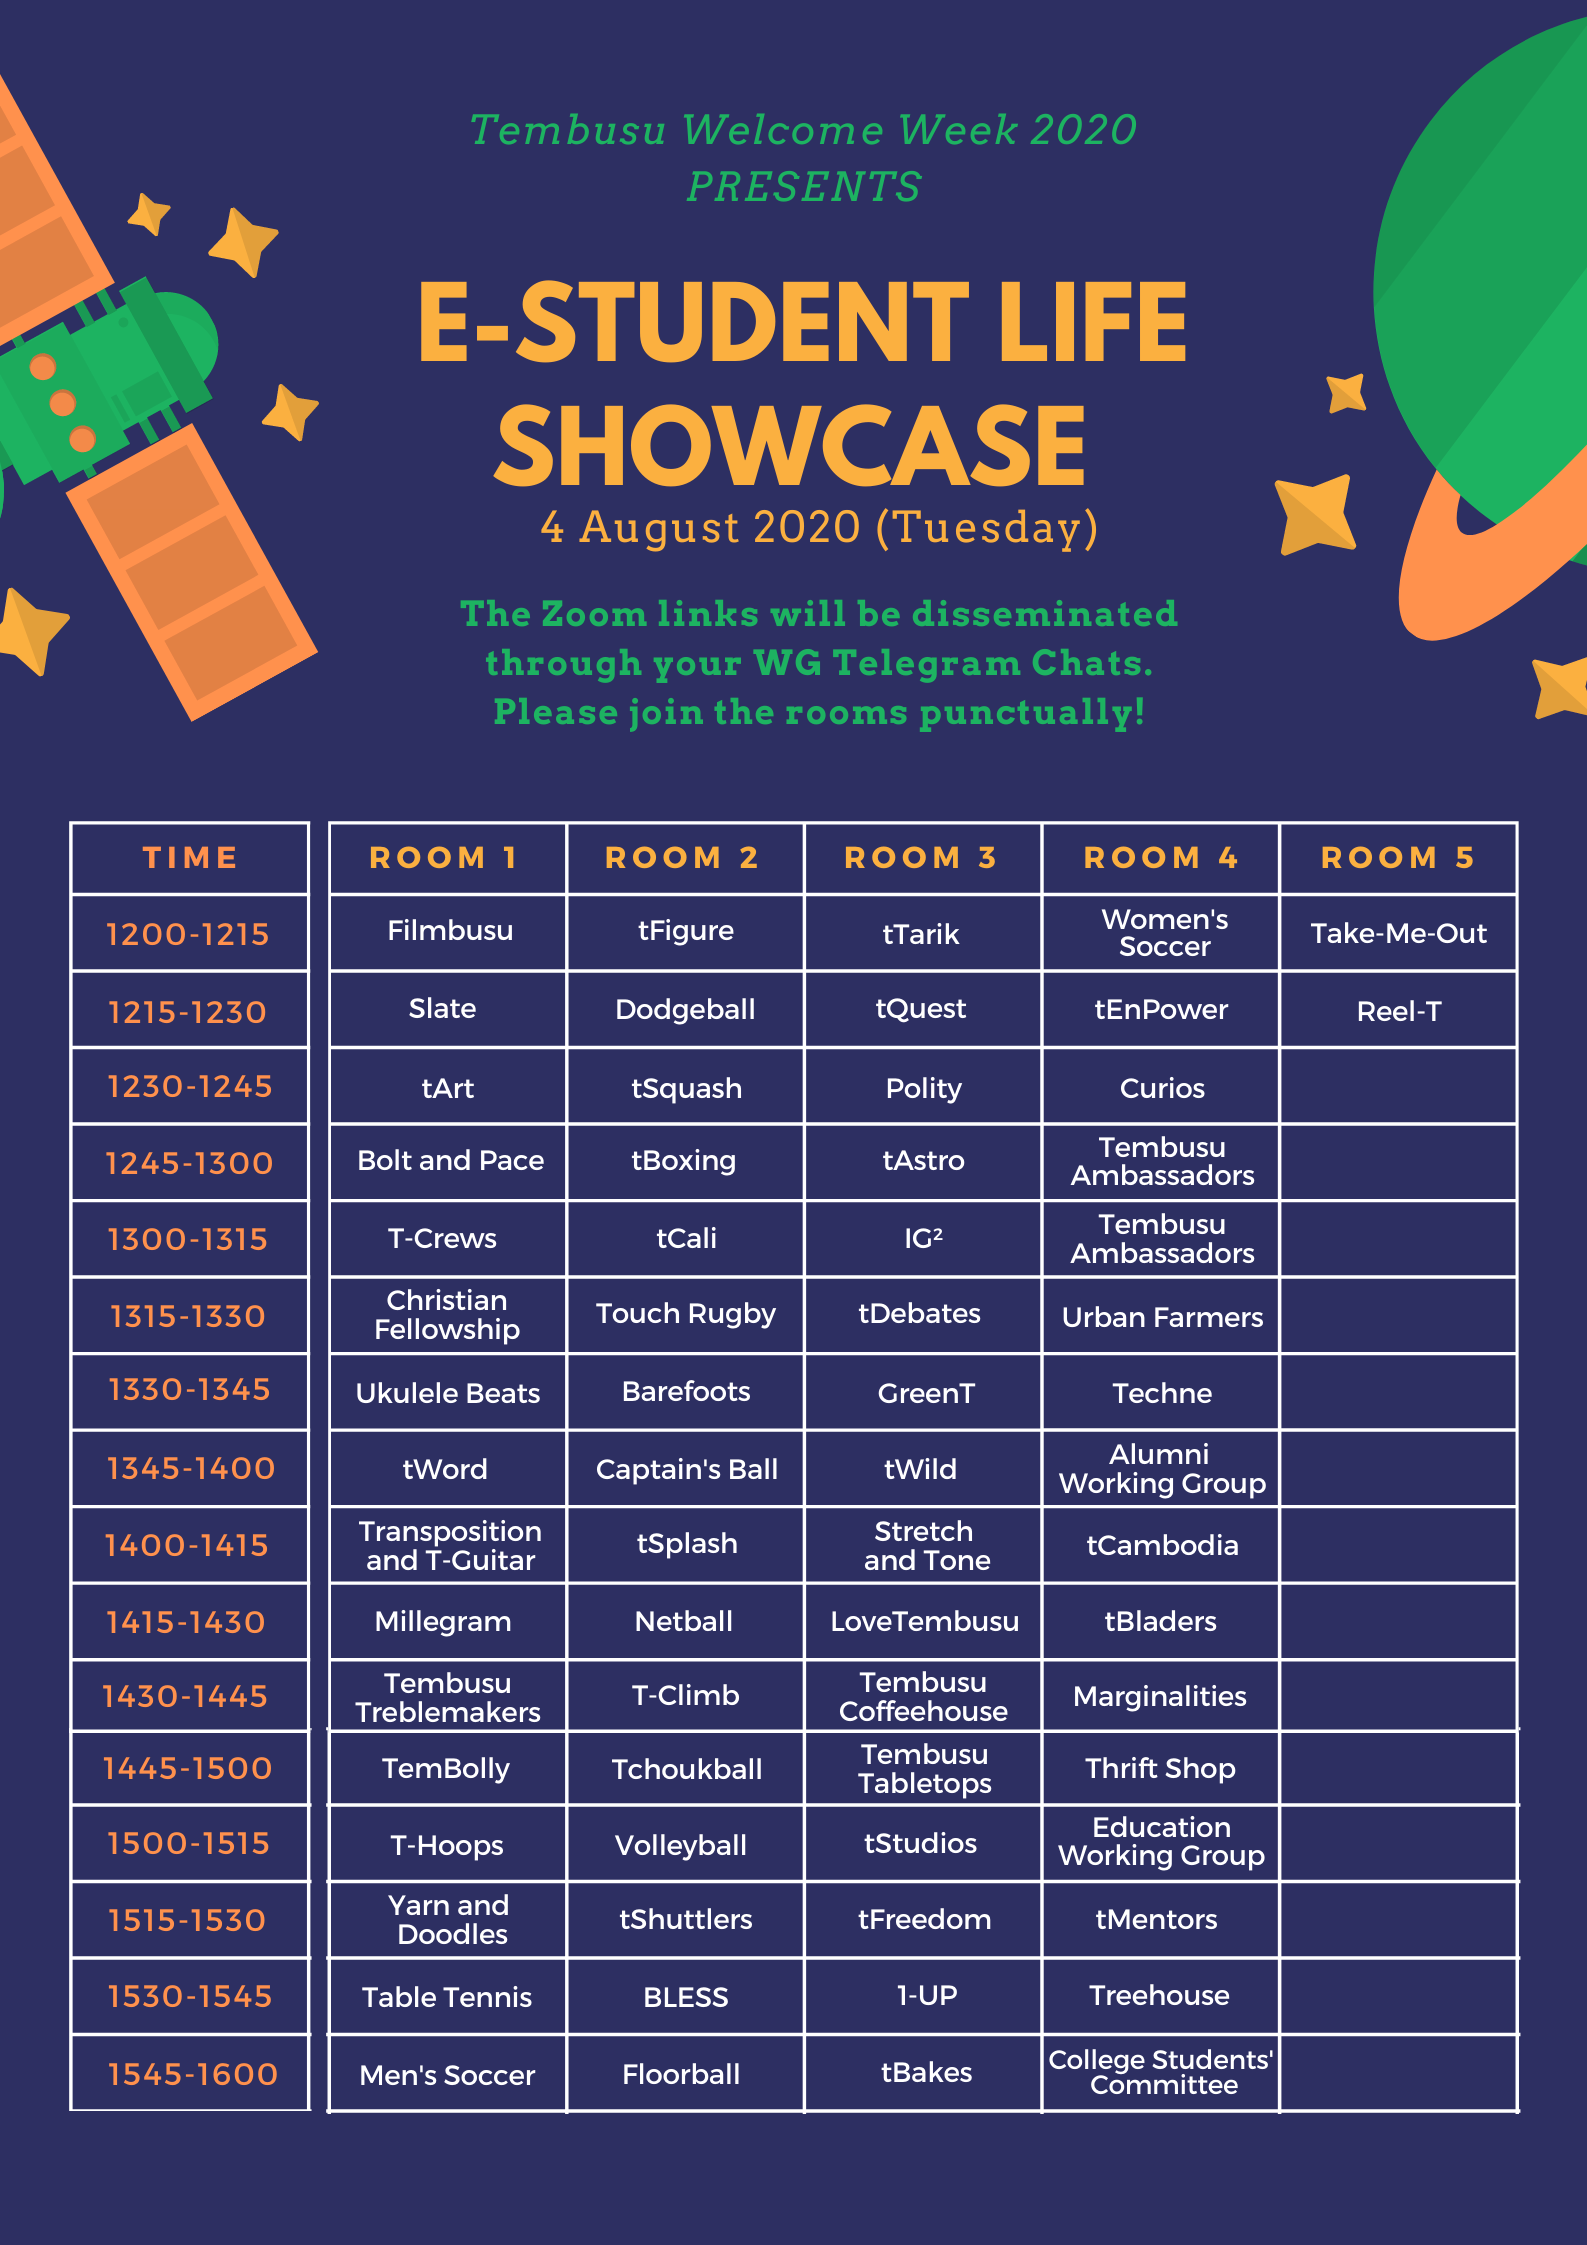 Tembusu Welcome Week 2020
PRESENTS
E-STUDENT LIFE
SHOWCASE
4 August 2020 (Tuesday)
The Zoom links will be disseminated
through your WG Telegram Chats.
Please join the rooms punctually!
TIME ROOM 1 ROOM 2 ROOM 3 ROOM 4 ROOM 5
1200-1215 Filmbusu tFigure tTarik Women's Soccer Take-Me-Out
1215-1230 Slate Dodgeball tQuest tEnPower Reel-T
1230-1245 tArt tSquash Polity Curios
1245-1300 Bolt and Pace tBoxing tAstro Tembusu Ambassadors
1300-1315 T-Crews tCali IG² Tembusu Ambassadors
1315-1330 Christian Fellowship Touch Rugby tDebates Urban Farmers
1330-1345 Ukulele Beats Barefoots GreenT Techne
1345-1400 tWord Captain's Ball tWild Alumni Working Group
1400-1415 Transposition and T-Guitar tSplash Stretch and Tone tCambodia
1415-1430 Millegram Netball LoveTembusu tBladers
1430-1445 Tembusu Treblemakers T-Climb Tembusu Coffeehouse Marginalities
1445-1500 TemBolly Tchoukball Tembusu Tabletops Thrift Shop
1500-1515 T-Hoops Volleyball tStudios Education Working Group
1515-1530 Yarn and Doodles tShuttlers tFreedom tMentors
1530-1545 Table Tennis BLESS 1-UP Treehouse
1545-1600 Men's Soccer Floorball tBakes College Students' Committee